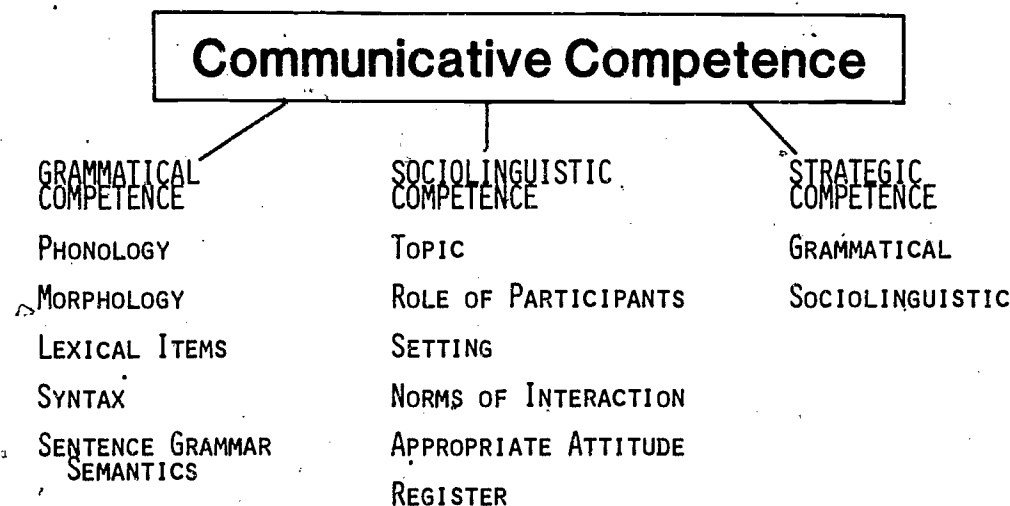 Communicative Competence
GRAMMATICAL
COMPETENCE
PHONOLOGY
MORPHOLOGY
LEXICAL ITEMS
SYNTAX
SENTENCE GRAMMAR
SEMANTICS
SOCIOLINGUISTIC
COMPETENCE
TOPIC
ROLE OF PARTICIPANTS
SETTING
NORMS OF INTERACTION
APPROPRIATE ATTITUDE
REGISTER
STRATEGIC
COMPETENCE
GRAMMATICAL
SOCIOLINGUISTIC